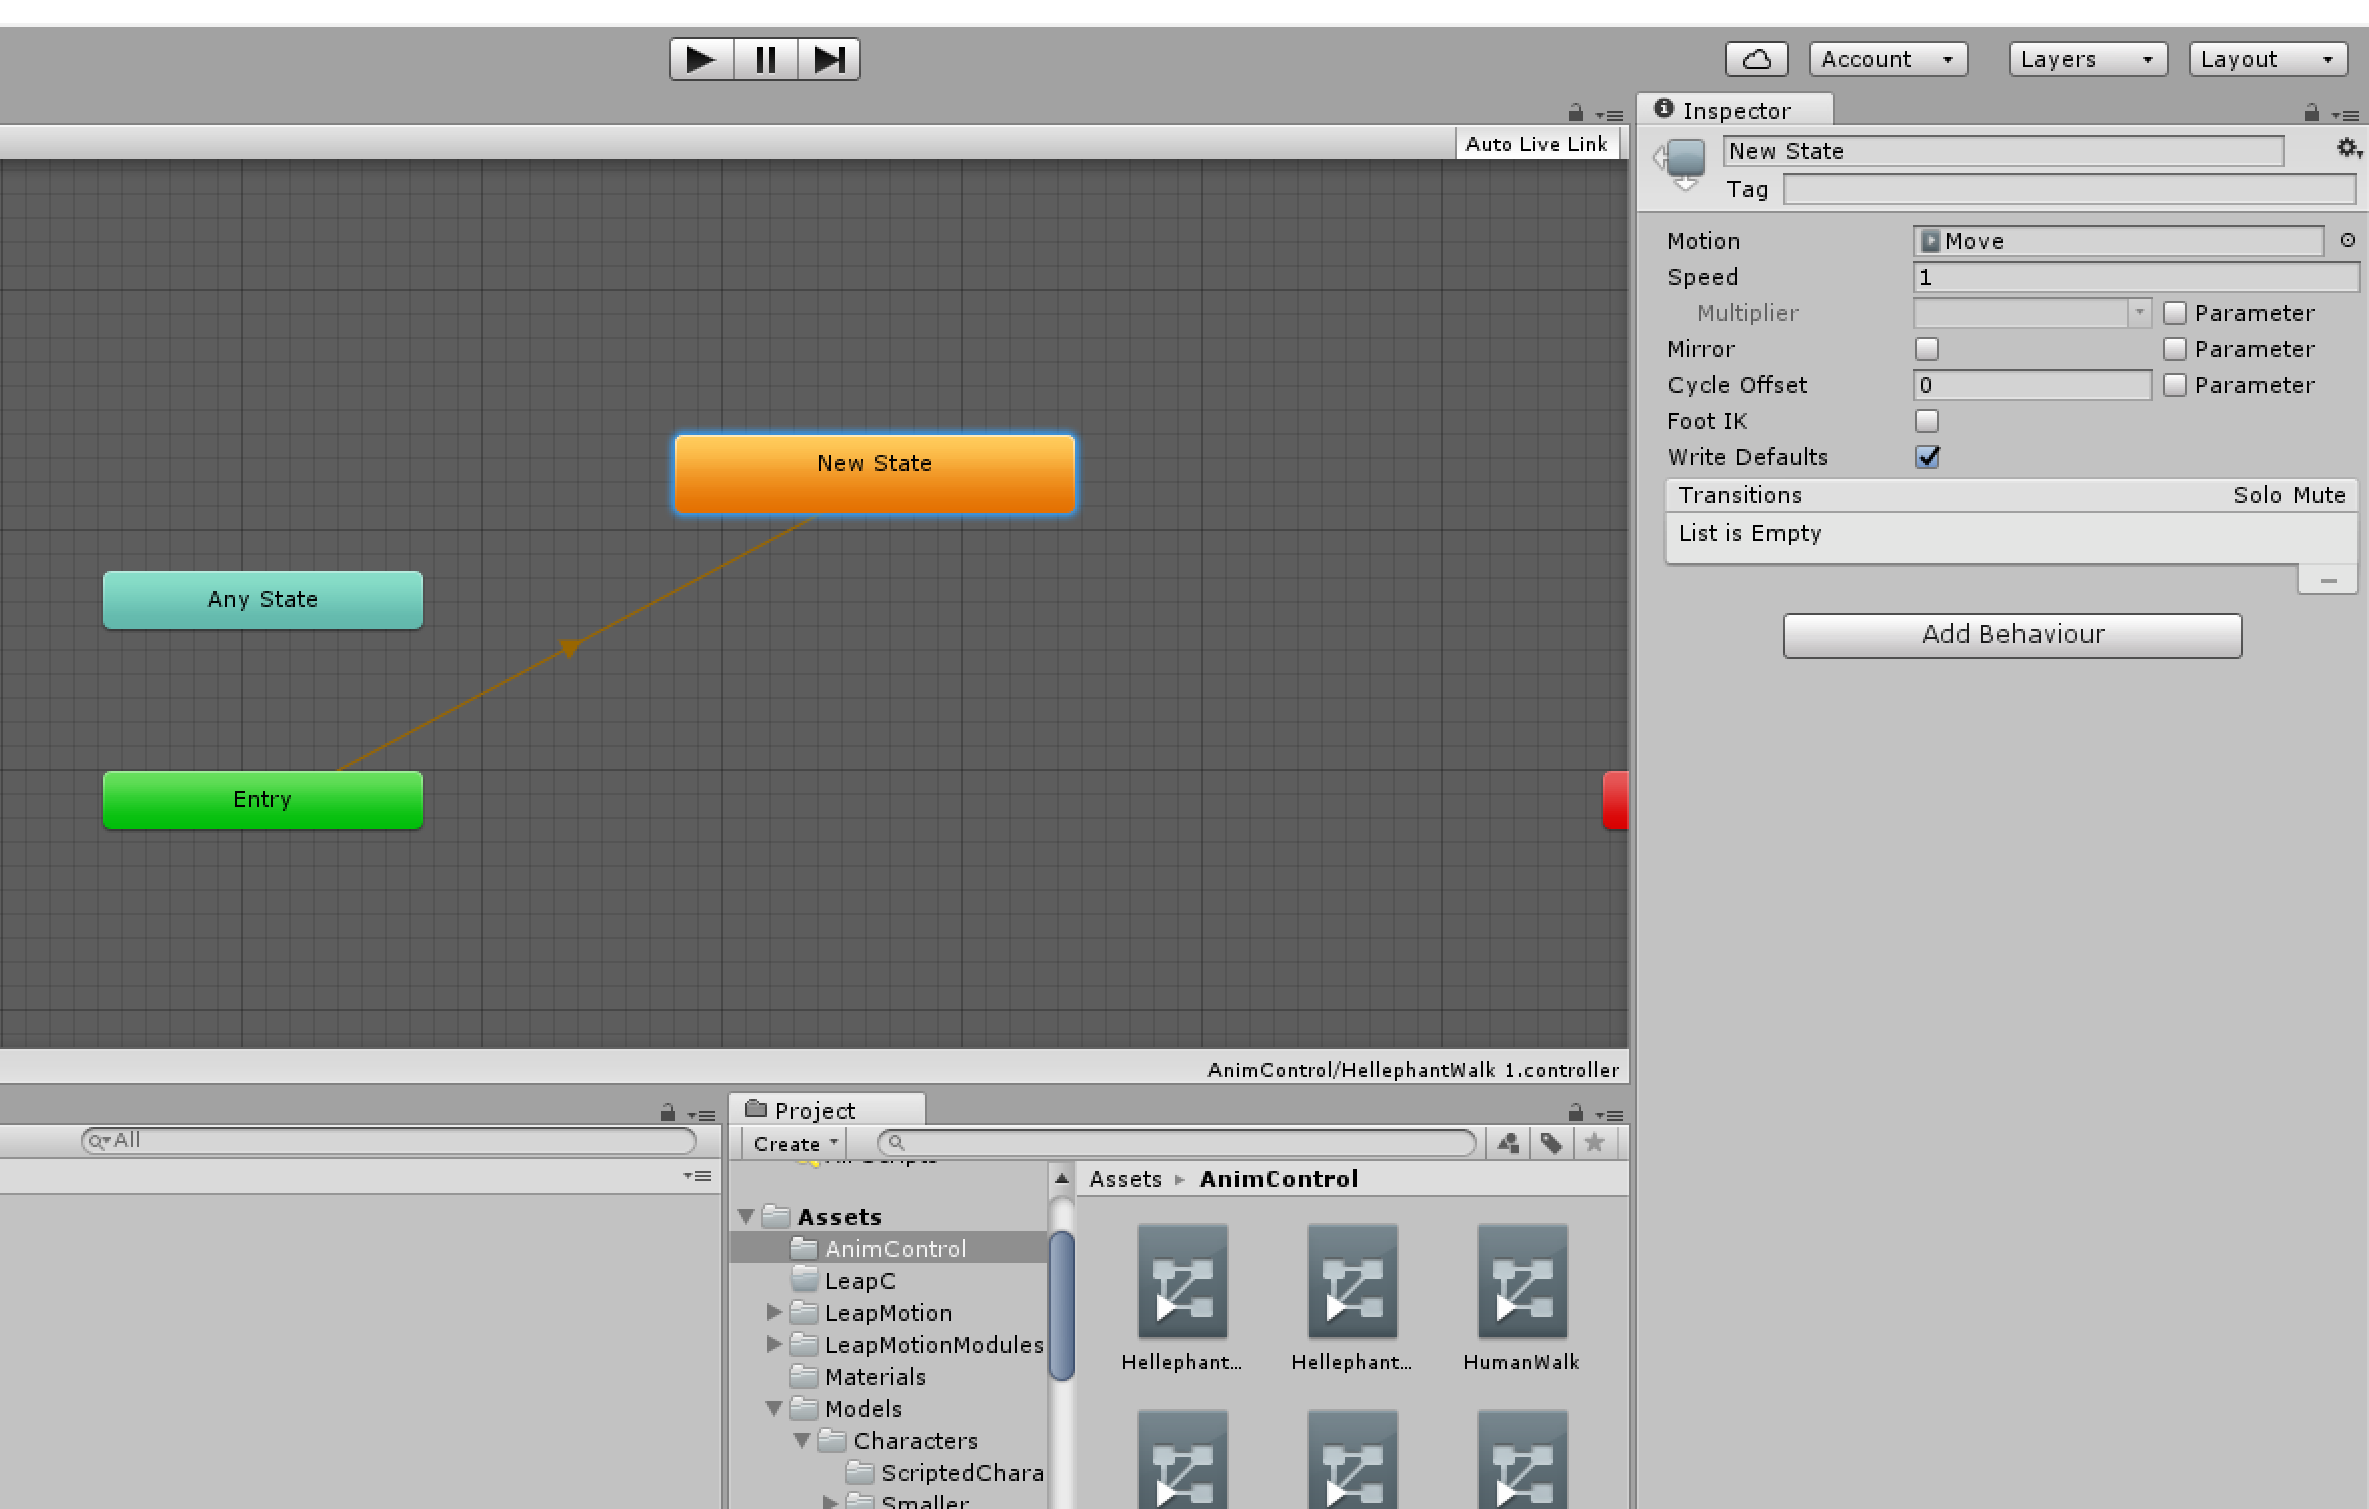 Account
Layers
Layout
Inspector
Auto Live Link
New State
Tag
Motion
Move
Speed
1
Multiplier
Parameter
Mirror
Parameter
Cycle Offset
0
Parameter
Foot IK
Write Defaults
Transitions
Solo Mute
List is Empty
Add Behaviour
New State
Any State
Entry
AnimControl/HellephantWalk 1.controller
All
Project
Create
Assets
AnimControl
LeapC
LeapMotion
LeapMotionModules
Materials
Models
Characters
ScriptedChara
Smaller
Assets ▸ AnimControl
Hellephant...
Hellephant...
HumanWalk